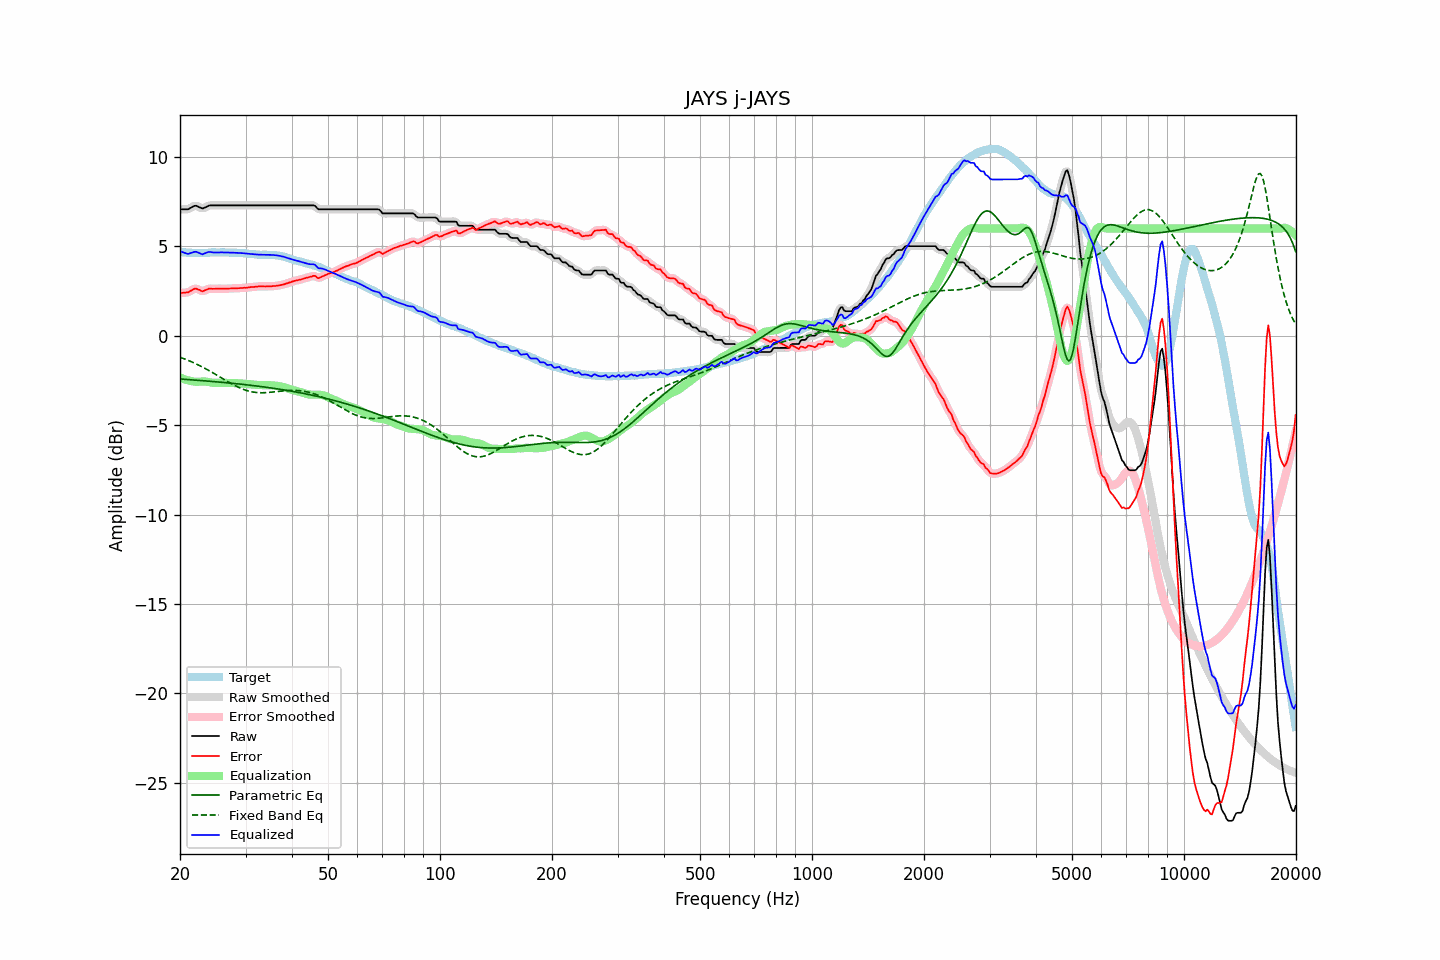 JAYS j-JAYS
Amplitude (dBr)
10
5
0
−5
−10
−15
−20
−25
Target
Raw Smoothed
Error Smoothed
Raw
Error
Equalization
Parametric Eq
Fixed Band Eq
Equalized
20 50 100 200 500 1000 2000 5000 10000 20000
Frequency (Hz)